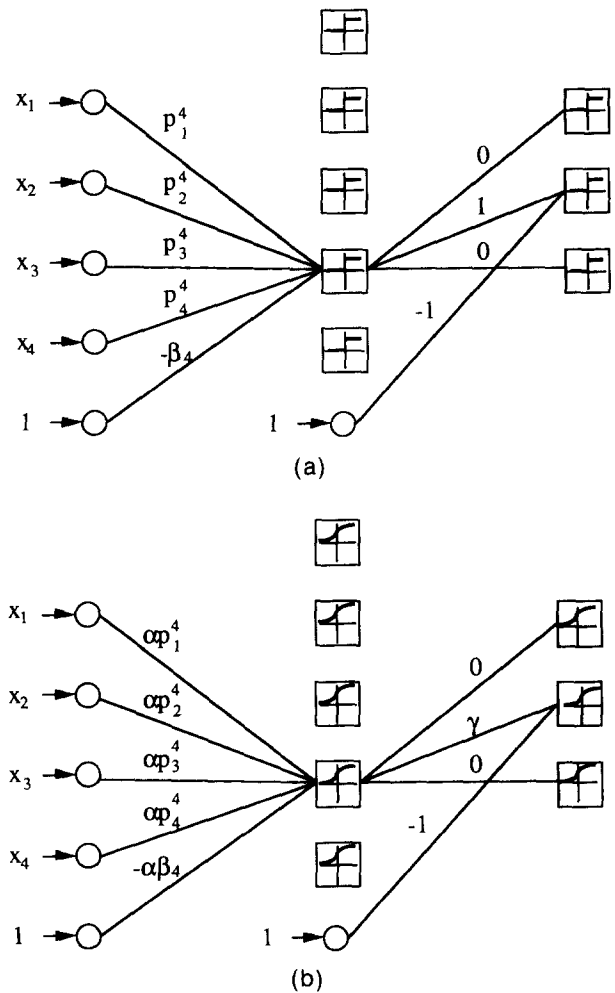 x₁
p₁⁴
x₂
p₂⁴
x₃
p₃⁴
x₄
p₄⁴
-β₄
1
0
1
0
-1
1
(a)
x₁
αp₁⁴
x₂
αp₂⁴
x₃
αp₃⁴
x₄
αp₄⁴
-αβ₄
1
0
γ
0
-1
1
(b)